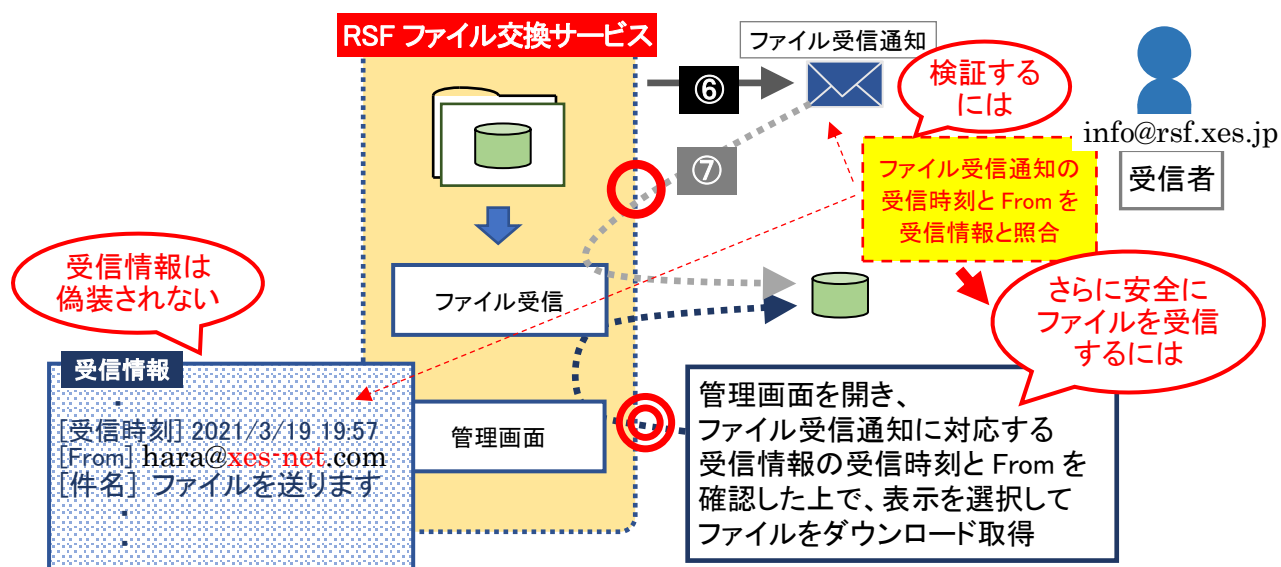 RSF ファイル交換サービス
ファイル受信通知
⑥
検証する
には
info@rsf.xes.jp
受信者
⑦
ファイル受信通知の
受信時刻と From を
受信情報と照合
受信情報は
偽装されない
ファイル受信
さらに安全に
ファイルを受信
するには
受信情報
・
[受信時刻] 2021/3/19 19:57
[From] hara@xes-net.com
[件名] ファイルを送ります
・
・
管理画面
管理画面を開き、
ファイル受信通知に対応する
受信情報の受信時刻と From を
確認した上で、表示を選択して
ファイルをダウンロード取得